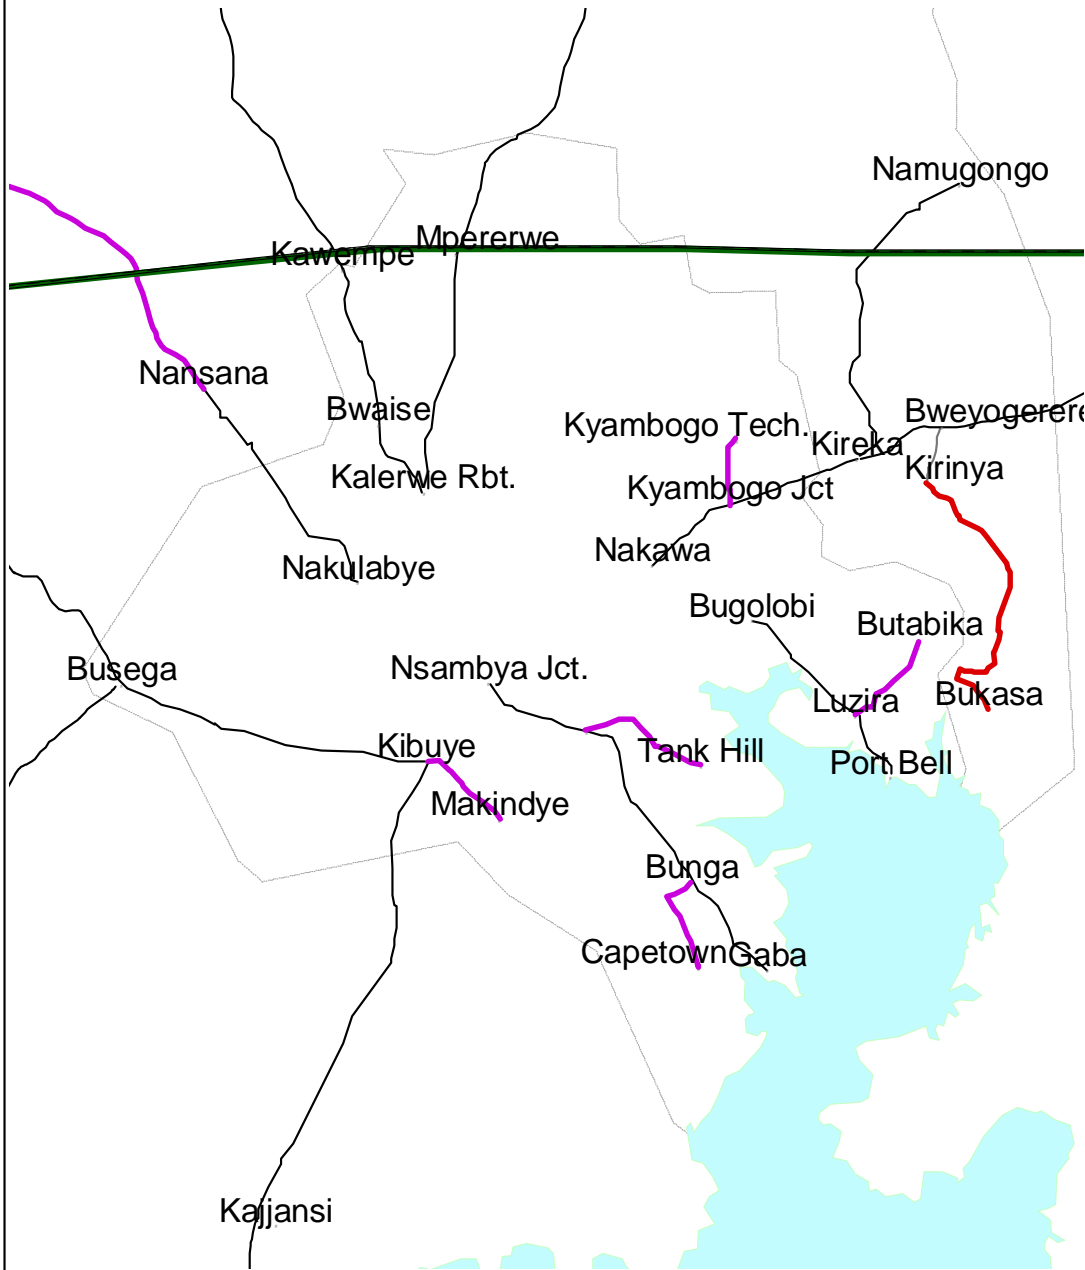 Namugongo
Mpererwe
Kawempe
Nansana
Bwaise
Bweyogerere
Kyambogo Tech.
Kireka
Kirinya
Kalerwe Rbt.
Kyambogo Jct
Nakawa
Nakulabye
Bugolobi
Butabika
Busega
Nsambya Jct.
Bukasa
Luzira
Kibuye
Tank Hill
Port Bell
Makindye
Bunga
Capetown
Gaba
Kajjansi